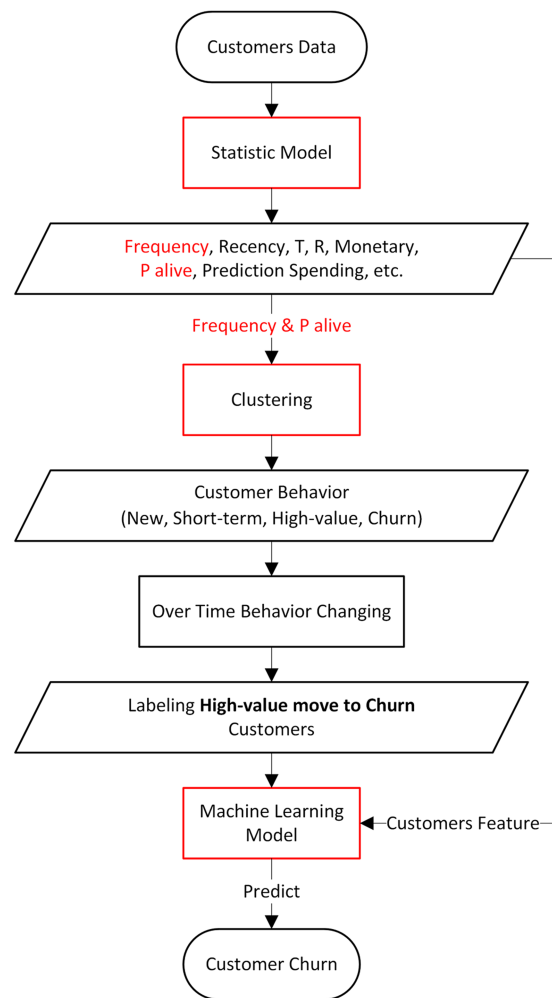 Customers Data
Statistic Model
Frequency, Recency, T, R, Monetary,
P alive, Prediction Spending, etc.
Frequency & P alive
Clustering
Customer Behavior
(New, Short-term, High-value, Churn)
Over Time Behavior Changing
Labeling High-value move to Churn
Customers
Machine Learning
Model
Customers Feature
Predict
Customer Churn